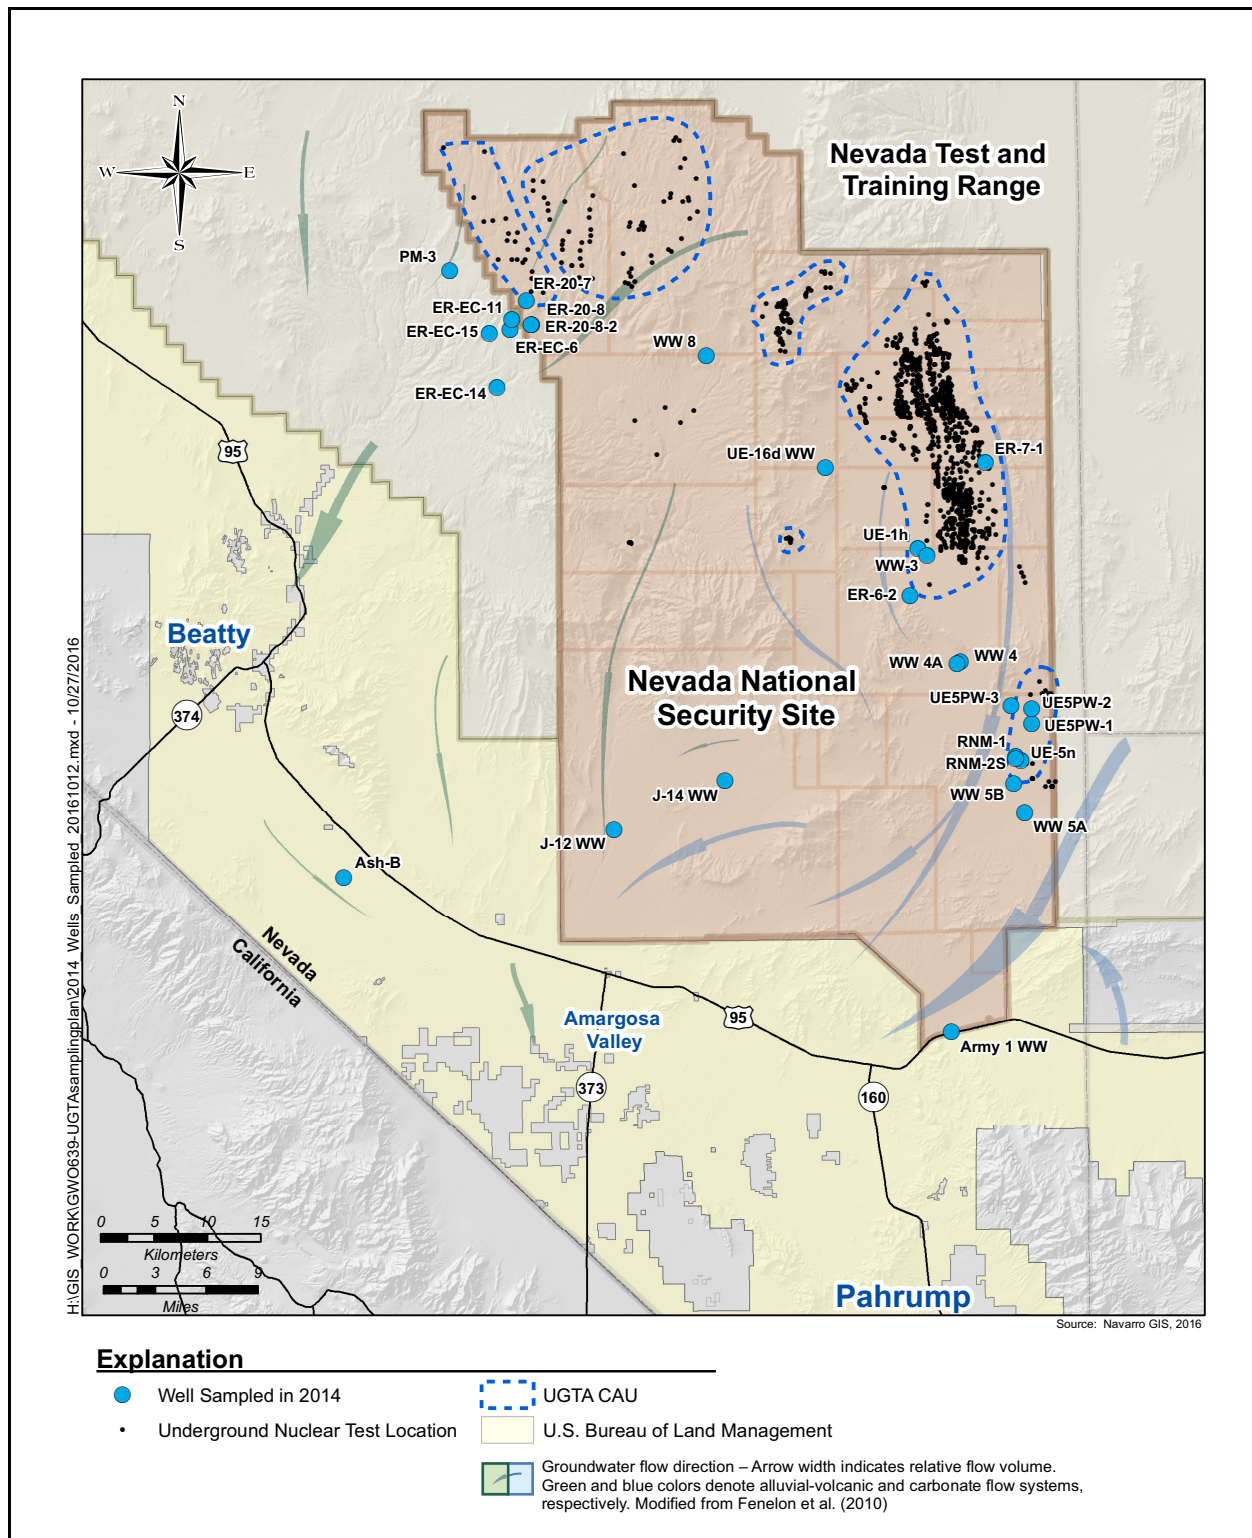 N
W
E
S
Nevada Test and
Training Range
PM-3
ER-20-7
ER-EC-11
ER-20-8
ER-EC-15
ER-20-8-2
ER-EC-6
WW 8
ER-EC-14
95
UE-16d WW
ER-7-1
UE-1h
WW-3
ER-6-2
Beatty
WW 4A
WW 4
Nevada National
Security Site
374
UE5PW-3
UE5PW-2
UE5PW-1
RNM-1
UE-5n
RNM-2S
J-14 WW
WW 5B
WW 5A
J-12 WW
Ash-B
Nevada
California
Amargosa
Valley
95
Army 1 WW
373
160
0 5 10 15
Kilometers
0 3 6 9
Miles
Pahrump
H:\GIS_WORK\GWO639-UGTAsamplingplan\2014_Wells_Sampled_20161012.mxd - 10/27/2016
Source: Navarro GIS, 2016
Explanation
Well Sampled in 2014
UGTA CAU
Underground Nuclear Test Location
U.S. Bureau of Land Management
Groundwater flow direction – Arrow width indicates relative flow volume.
Green and blue colors denote alluvial-volcanic and carbonate flow systems,
respectively. Modified from Fenelon et al. (2010)